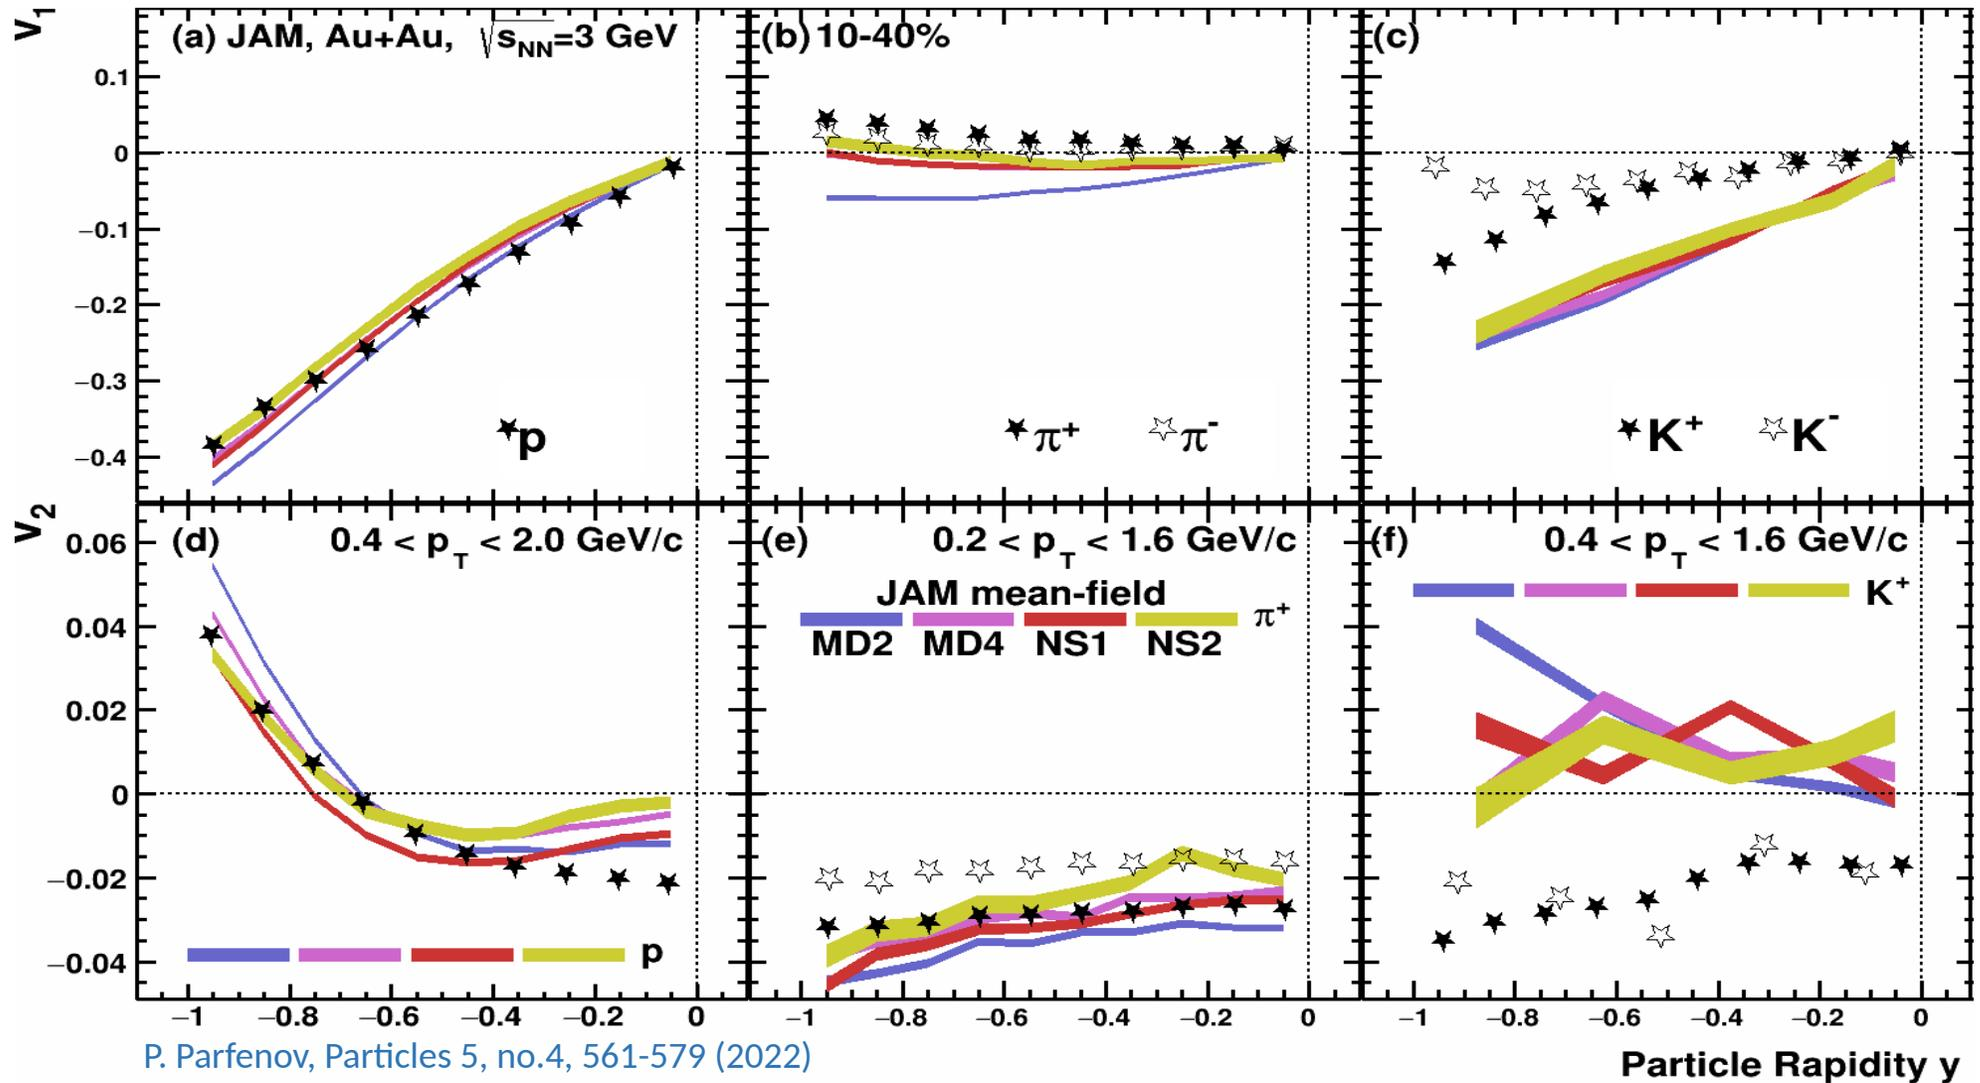 v1
(a) JAM, Au+Au, √sNN=3 GeV
(b) 10-40%
(c)
0.1
0
−0.1
−0.2
−0.3
−0.4
p
π+
π-
K+
K-
v2
(d) 0.4 < pT < 2.0 GeV/c
(e) 0.2 < pT < 1.6 GeV/c
(f) 0.4 < pT < 1.6 GeV/c
JAM mean-field
π+
MD2 MD4 NS1 NS2
K+
0.06
0.04
0.02
0
−0.02
−0.04
p
−1 −0.8 −0.6 −0.4 −0.2 0
−1 −0.8 −0.6 −0.4 −0.2 0
−1 −0.8 −0.6 −0.4 −0.2 0
P. Parfenov, Particles 5, no.4, 561-579 (2022)
Particle Rapidity y